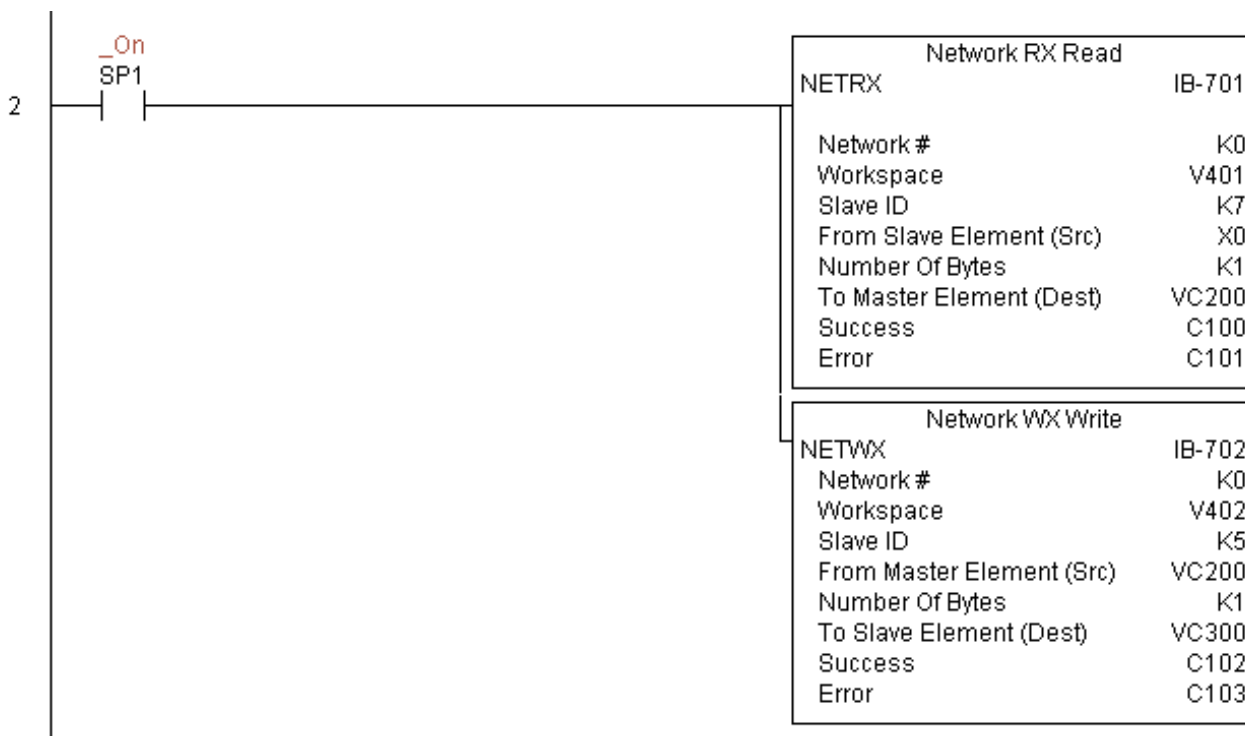 _On
SP1
2
Network RX Read
NETRX IB-701
Network # K0
Workspace V401
Slave ID K7
From Slave Element (Src) X0
Number Of Bytes K1
To Master Element (Dest) VC200
Success C100
Error C101
Network WX Write
NETWX IB-702
Network # K0
Workspace V402
Slave ID K5
From Master Element (Src) VC200
Number Of Bytes K1
To Slave Element (Dest) VC300
Success C102
Error C103